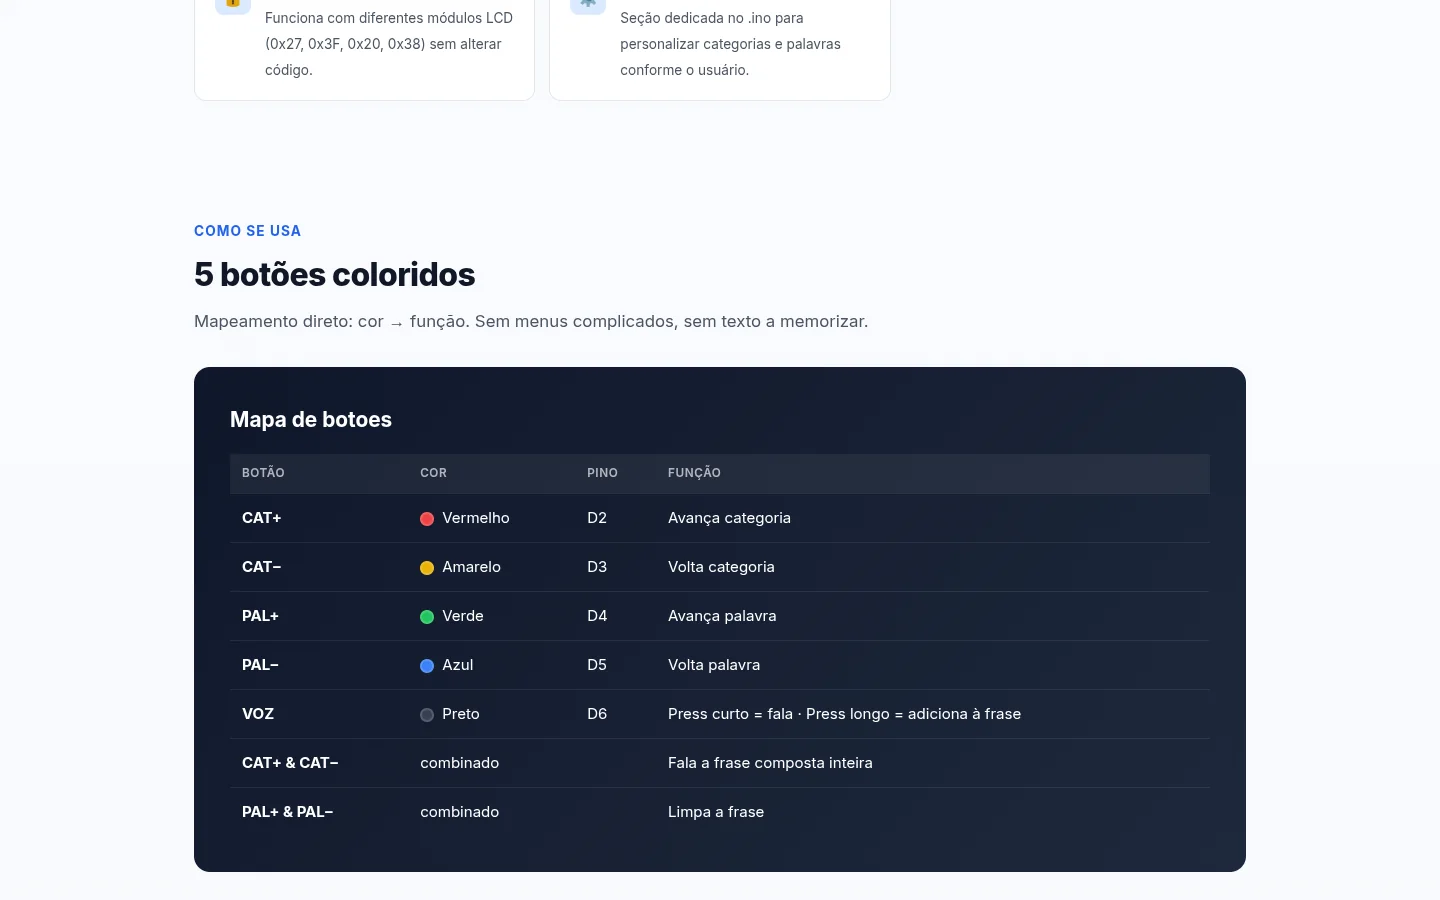 Funciona com diferentes módulos LCD
(0x27, 0x3F, 0x20, 0x38) sem alterar
código.
Seção dedicada no .ino para
personalizar categorias e palavras
conforme o usuário.
COMO SE USA
5 botões coloridos
Mapeamento direto: cor → função. Sem menus complicados, sem texto a memorizar.
Mapa de botoes
BOTÃO COR PINO FUNÇÃO
CAT+ Vermelho D2 Avança categoria
CAT− Amarelo D3 Volta categoria
PAL+ Verde D4 Avança palavra
PAL− Azul D5 Volta palavra
VOZ Preto D6 Press curto = fala · Press longo = adiciona à frase
CAT+ & CAT− combinado Fala a frase composta inteira
PAL+ & PAL− combinado Limpa a frase